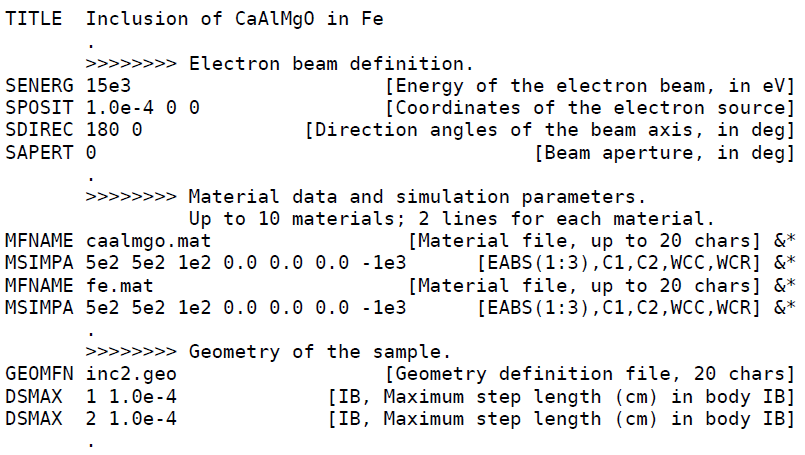 TITLE  Inclusion of CaAlMgO in Fe
       .
       >>>>>>>> Electron beam definition.
SENERG 15e3                      [Energy of the electron beam, in eV]
SPOSIT 1.0e-4 0 0                [Coordinates of the electron source]
SDIREC 180 0              [Direction angles of the beam axis, in deg]
SAPERT 0                                      [Beam aperture, in deg]
       .
       >>>>>>>> Material data and simulation parameters.
                Up to 10 materials; 2 lines for each material.
MFNAME caalmgo.mat                 [Material file, up to 20 chars] &*
MSIMPA 5e2 5e2 1e2 0.0 0.0 0.0 -1e3      [EABS(1:3),C1,C2,WCC,WCR] &*
MFNAME fe.mat                      [Material file, up to 20 chars] &*
MSIMPA 5e2 5e2 1e2 0.0 0.0 0.0 -1e3      [EABS(1:3),C1,C2,WCC,WCR] &*
       .
       >>>>>>>> Geometry of the sample.
GEOMFN inc2.geo                  [Geometry definition file, 20 chars]
DSMAX  1 1.0e-4             [IB, Maximum step length (cm) in body IB]
DSMAX  2 1.0e-4             [IB, Maximum step length (cm) in body IB]
       .